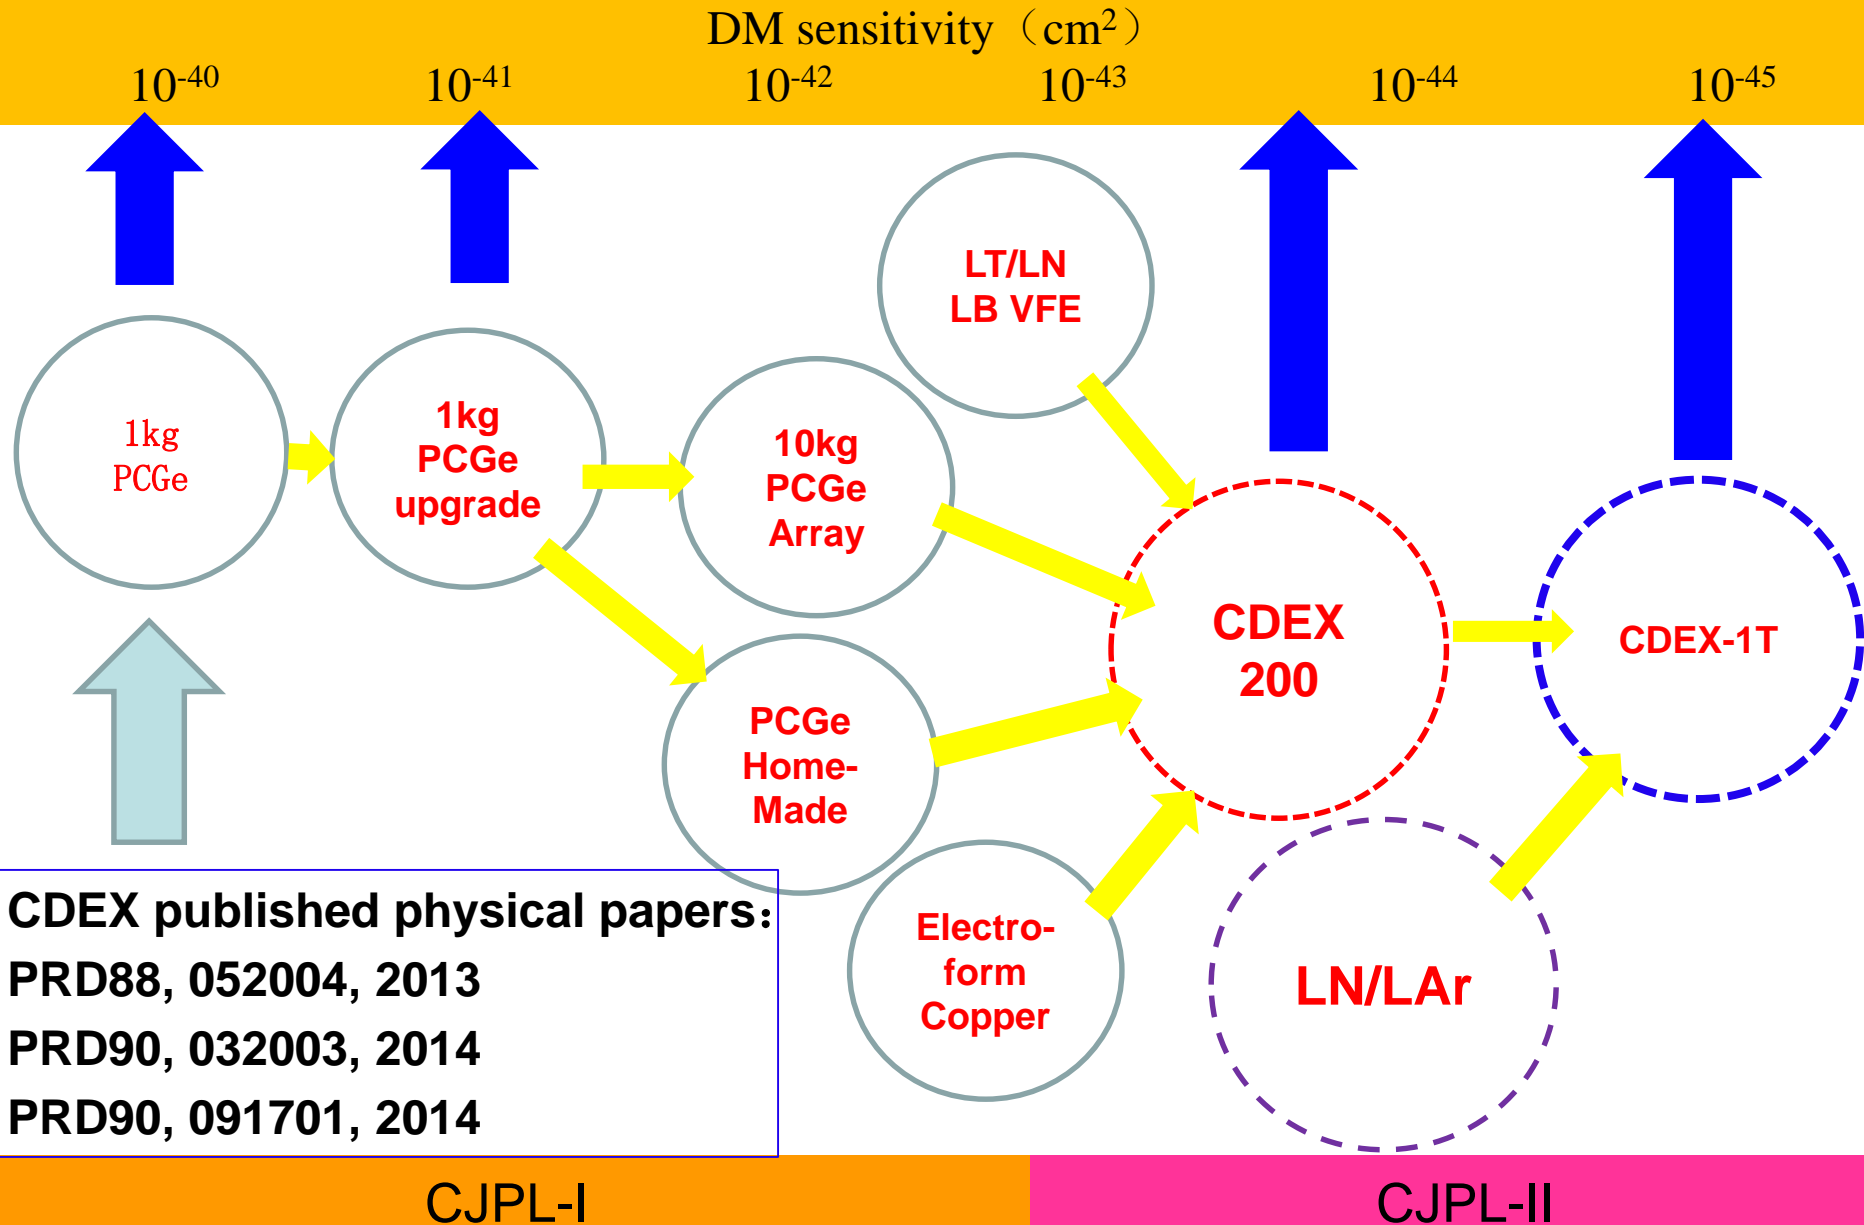 DM sensitivity（cm²）
10⁻⁴⁰ 10⁻⁴¹ 10⁻⁴² 10⁻⁴³ 10⁻⁴⁴ 10⁻⁴⁵
LT/LN
LB VFE
1kg
PCGe
1kg
PCGe
upgrade
10kg
PCGe
Array
CDEX
200
CDEX-1T
PCGe
Home-
Made
Electro-
form
Copper
LN/LAr
CDEX published physical papers：
PRD88, 052004, 2013
PRD90, 032003, 2014
PRD90, 091701, 2014
CJPL-I
CJPL-II